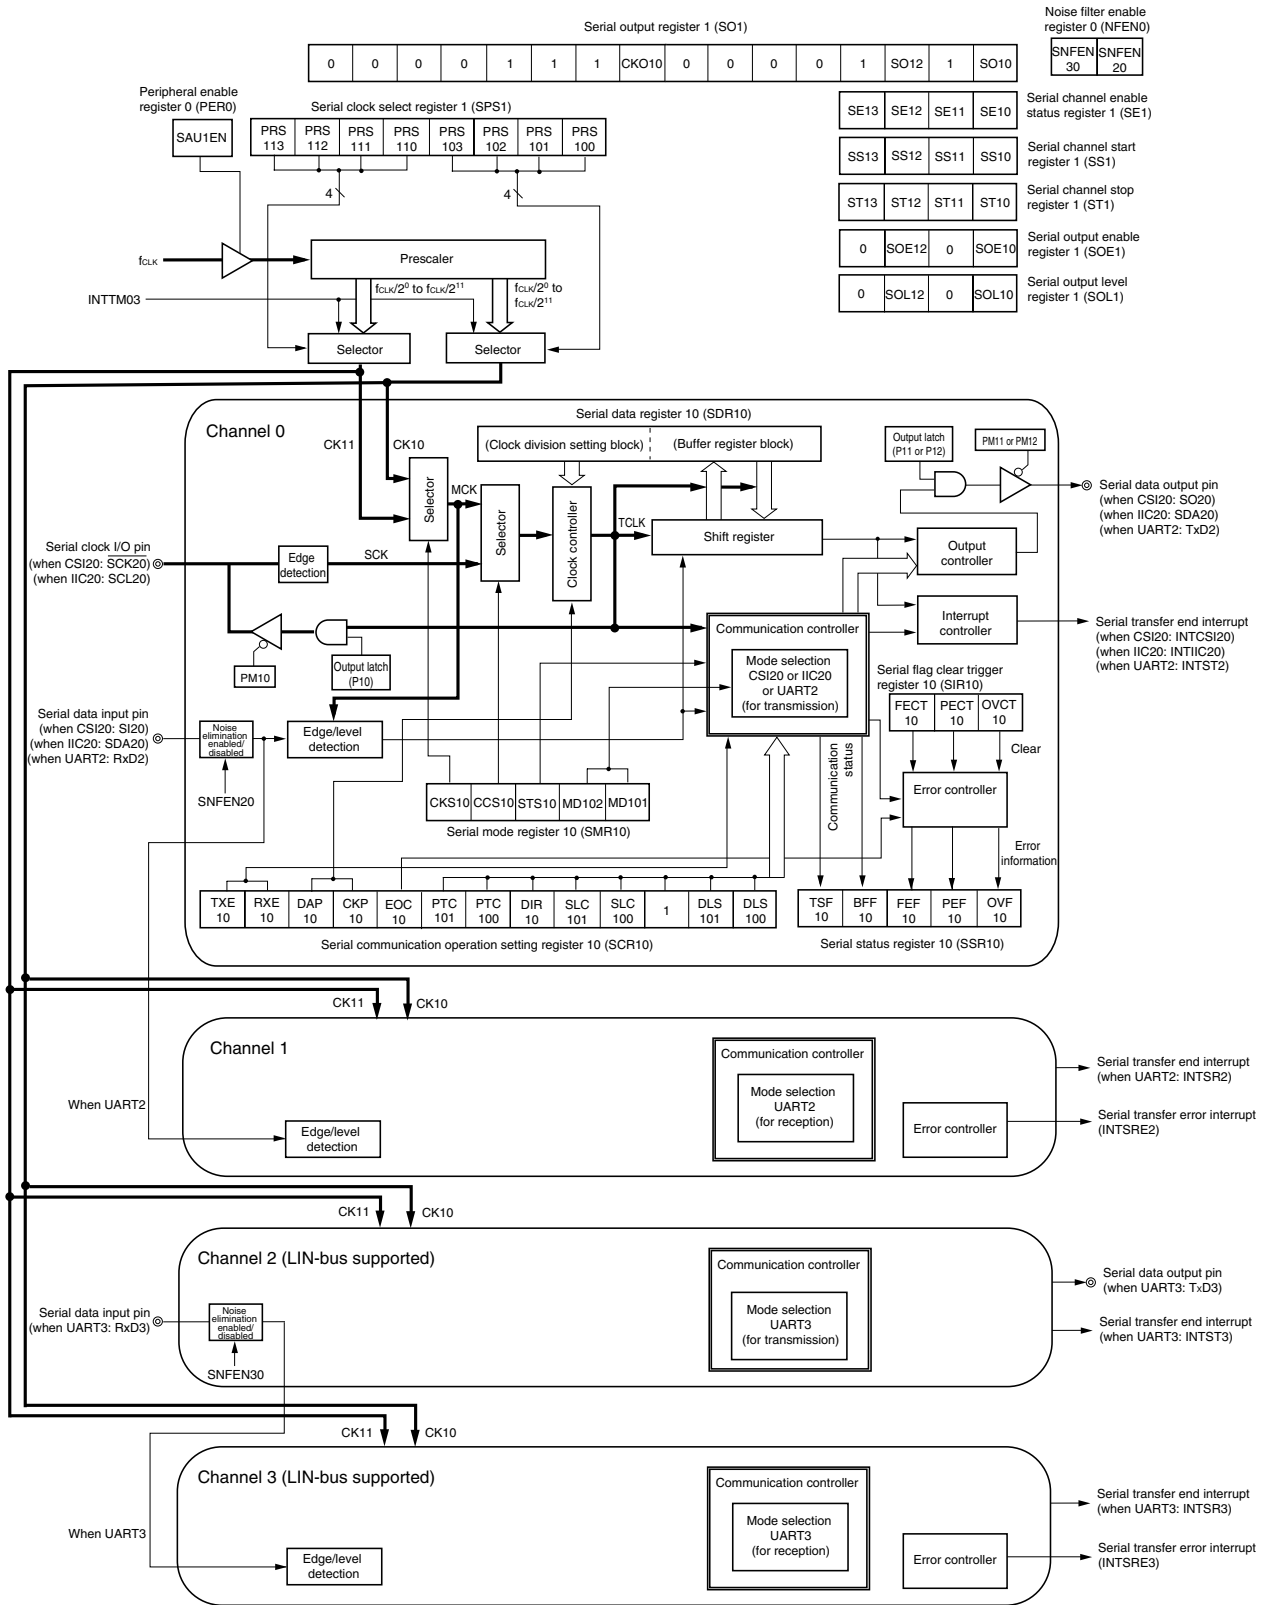 Serial output register 1 (SO1)
0 0 0 0 1 1 1 CKO10 0 0 0 0 1 SO12 1 SO10
Noise filter enable
register 0 (NFEN0)
SNFEN
30
SNFEN
20
Peripheral enable
register 0 (PER0)
SAU1EN
Serial clock select register 1 (SPS1)
PRS
113
PRS
112
PRS
111
PRS
110
PRS
103
PRS
102
PRS
101
PRS
100
4
4
SE13 SE12 SE11 SE10
Serial channel enable
status register 1 (SE1)
SS13 SS12 SS11 SS10
Serial channel start
register 1 (SS1)
ST13 ST12 ST11 ST10
Serial channel stop
register 1 (ST1)
0 SOE12 0 SOE10
Serial output enable
register 1 (SOE1)
0 SOL12 0 SOL10
Serial output level
register 1 (SOL1)
fCLK
Prescaler
fCLK/2⁰ to fCLK/2¹¹
fCLK/2⁰ to
fCLK/2¹¹
INTTM03
Selector
Selector
Channel 0
CK11
CK10
Serial data register 10 (SDR10)
(Clock division setting block)
(Buffer register block)
Output latch
(P11 or P12)
PM11 or PM12
Serial data output pin
(when CSI20: SO20)
(when IIC20: SDA20)
(when UART2: TxD2)
Selector
MCK
Selector
Clock controller
TCLK
Shift register
Output
controller
Serial clock I/O pin
(when CSI20: SCK20)
(when IIC20: SCL20)
Edge
detection
SCK
Interrupt
controller
Serial transfer end interrupt
(when CSI20: INTCSI20)
(when IIC20: INTIIC20)
(when UART2: INTST2)
Communication controller
Mode selection
CSI20 or IIC20
or UART2
(for transmission)
PM10
Output latch
(P10)
Serial flag clear trigger
register 10 (SIR10)
FECT
10
PECT
10
OVCT
10
Clear
Serial data input pin
(when CSI20: SI20)
(when IIC20: SDA20)
(when UART2: RxD2)
Noise
elimination
enabled/
disabled
Edge/level
detection
SNFEN20
Communication
status
Error controller
Error
information
CKS10 CCS10 STS10 MD102 MD101
Serial mode register 10 (SMR10)
TXE
10
RXE
10
DAP
10
CKP
10
EOC
10
PTC
101
PTC
100
DIR
10
SLC
101
SLC
100
1
DLS
101
DLS
100
Serial communication operation setting register 10 (SCR10)
TSF
10
BFF
10
FEF
10
PEF
10
OVF
10
Serial status register 10 (SSR10)
CK11
CK10
Channel 1
Communication controller
Mode selection
UART2
(for reception)
Serial transfer end interrupt
(when UART2: INTSR2)
When UART2
Edge/level
detection
Error controller
Serial transfer error interrupt
(INTSRE2)
CK11
CK10
Channel 2 (LIN-bus supported)
Communication controller
Mode selection
UART3
(for transmission)
Serial data output pin
(when UART3: TxD3)
Serial data input pin
(when UART3: RxD3)
Noise
elimination
enabled/
disabled
SNFEN30
Serial transfer end interrupt
(when UART3: INTST3)
CK11
CK10
Channel 3 (LIN-bus supported)
Communication controller
Mode selection
UART3
(for reception)
Serial transfer end interrupt
(when UART3: INTSR3)
When UART3
Edge/level
detection
Error controller
Serial transfer error interrupt
(INTSRE3)